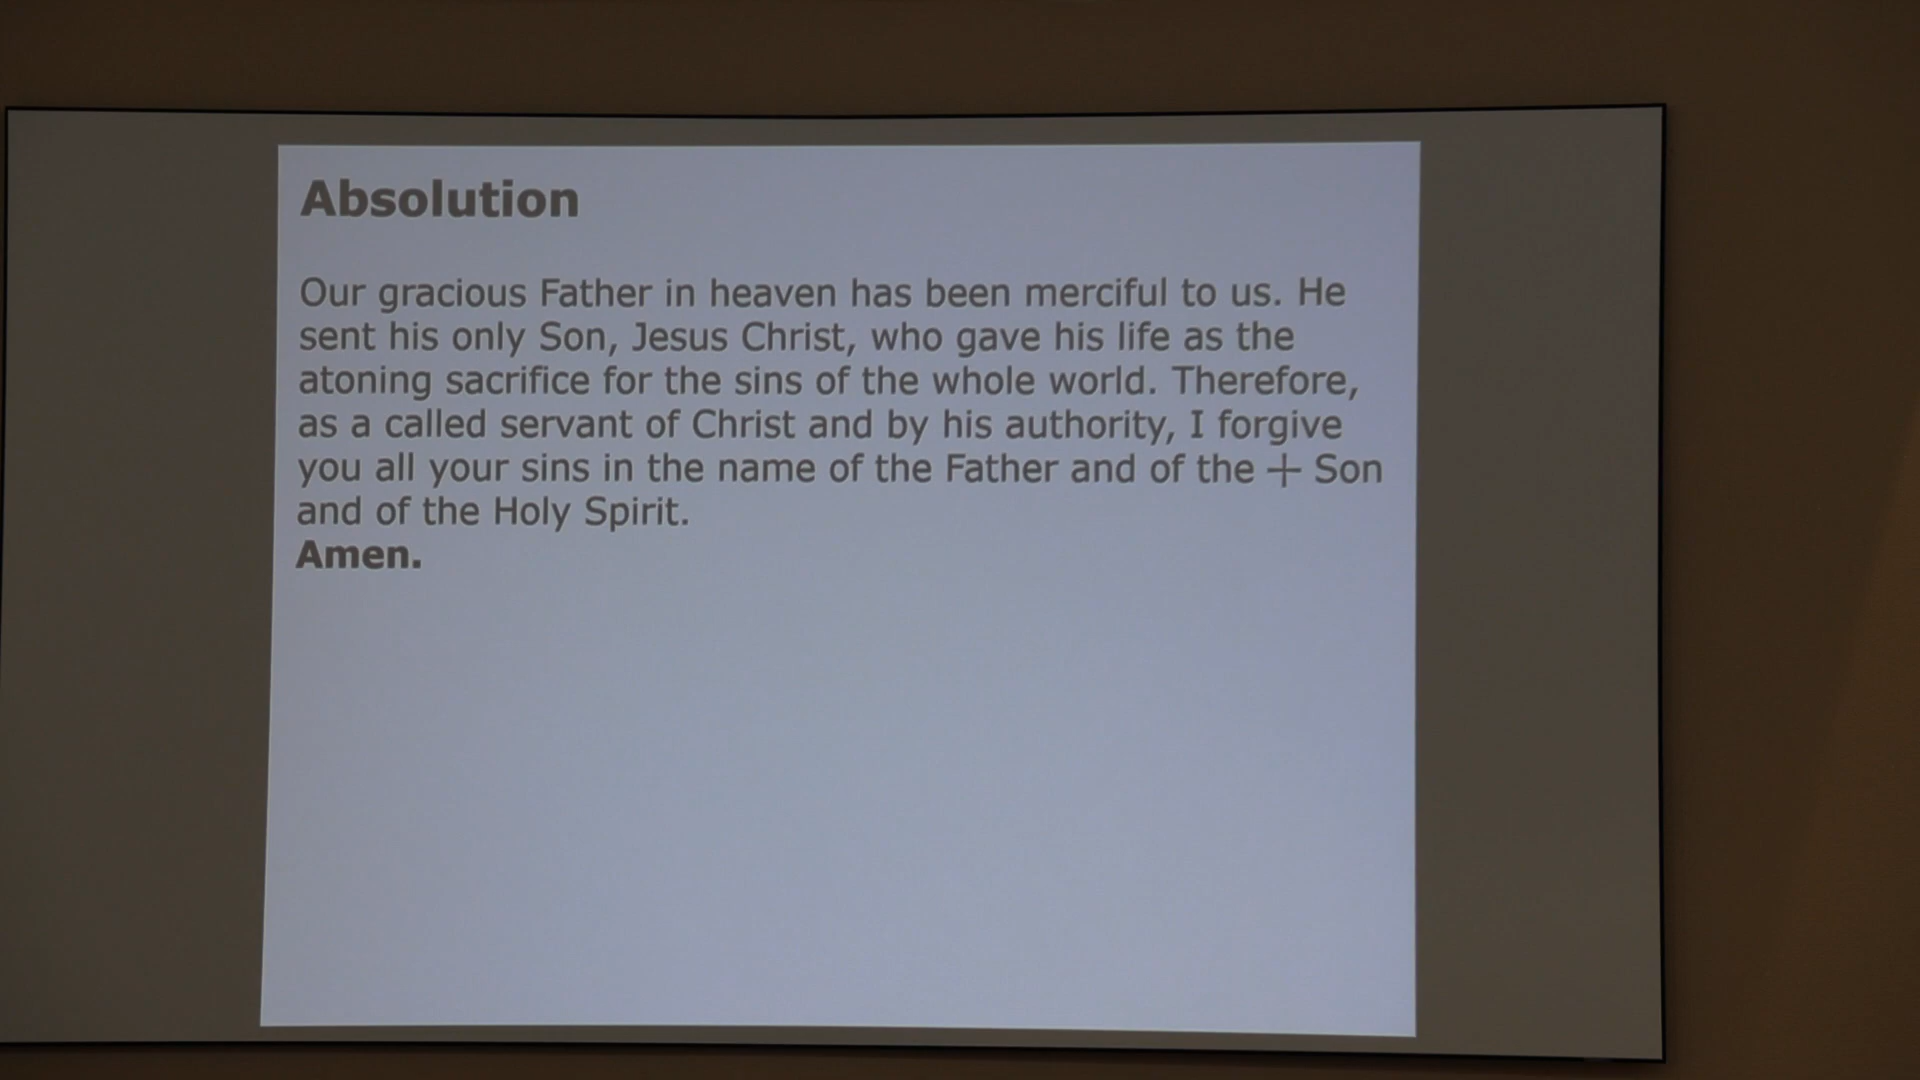 Absolution
Our gracious Father in heaven has been merciful to us. He
sent his only Son, Jesus Christ, who gave his life as the
atoning sacrifice for the sins of the whole world. Therefore,
as a called servant of Christ and by his authority, I forgive
you all your sins in the name of the Father and of the + Son
and of the Holy Spirit.
Amen.